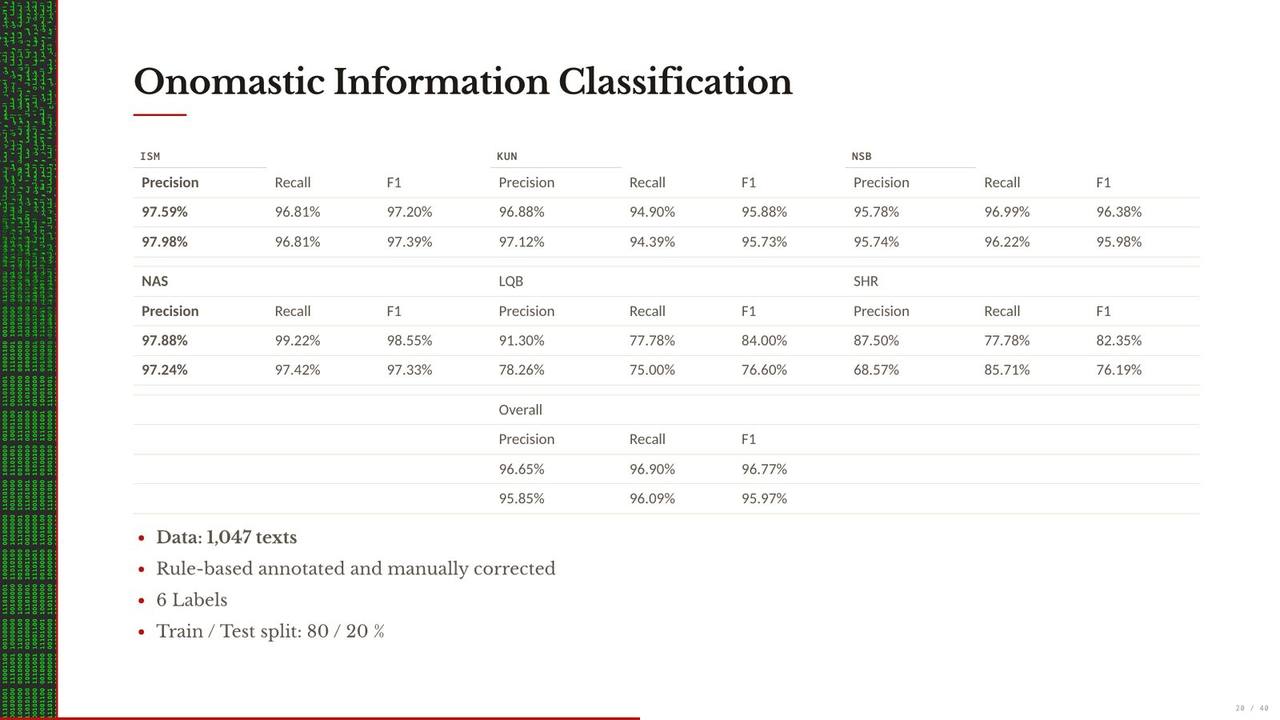 Onomastic Information Classification
ISM KUN NSB
Precision Recall F1 Precision Recall F1 Precision Recall F1
97.59% 96.81% 97.20% 96.88% 94.90% 95.88% 95.78% 96.99% 96.38%
97.98% 96.81% 97.39% 97.12% 94.39% 95.73% 95.74% 96.22% 95.98%
NAS LQB SHR
Precision Recall F1 Precision Recall F1 Precision Recall F1
97.88% 99.22% 98.55% 91.30% 77.78% 84.00% 87.50% 77.78% 82.35%
97.24% 97.42% 97.33% 78.26% 75.00% 76.60% 68.57% 85.71% 76.19%
Overall
Precision Recall F1
96.65% 96.90% 96.77%
95.85% 96.09% 95.97%
• Data: 1,047 texts
• Rule-based annotated and manually corrected
• 6 Labels
• Train / Test split: 80 / 20 %
20 / 40